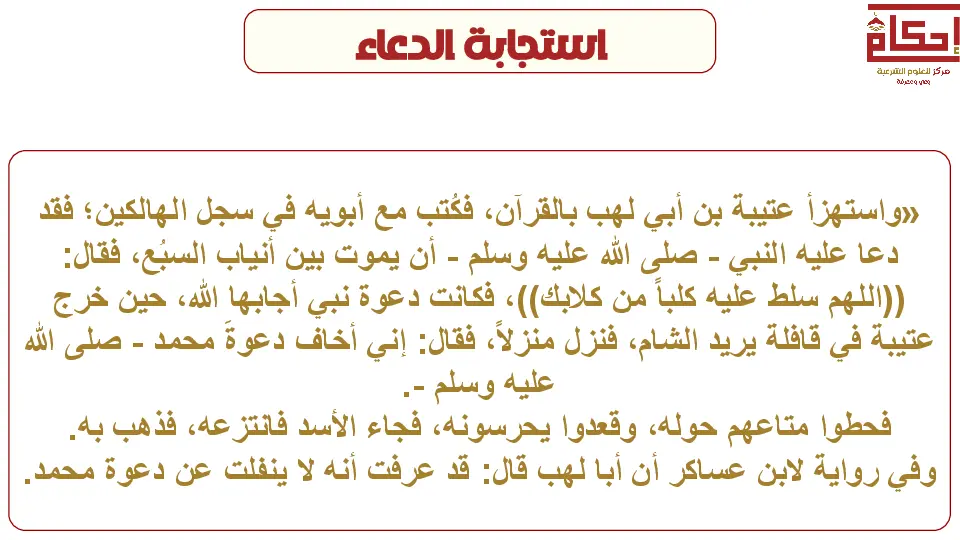 استجابة الدعاء
إحكام
مركز للعلوم الشرعية
وعي ومعرفة
«واستهزأ عتيبة بن أبي لهب بالقرآن، فكُتب مع أبويه في سجل الهالكين؛ فقد
دعا عليه النبي - صلى الله عليه وسلم - أن يموت بين أنياب السبُع، فقال:
((اللهم سلط عليه كلباً من كلابك))، فكانت دعوة نبي أجابها الله، حين خرج
عتيبة في قافلة يريد الشام، فنزل منزلاً، فقال: إني أخاف دعوةَ محمد - صلى الله
عليه وسلم -.
فحطوا متاعهم حوله، وقعدوا يحرسونه، فجاء الأسد فانتزعه، فذهب به.
وفي رواية لابن عساكر أن أبا لهب قال: قد عرفت أنه لا ينفلت عن دعوة محمد.